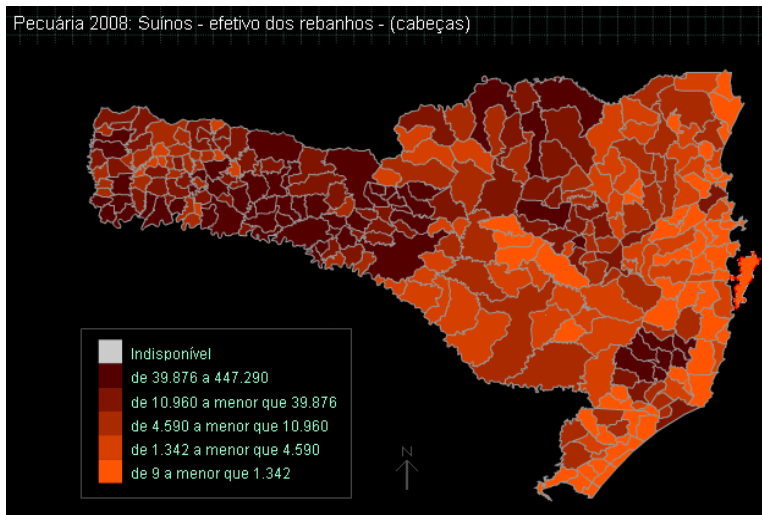 Pecuária 2008: Suínos - efetivo dos rebanhos - (cabeças)
Indisponível
de 39.876 a 447.290
de 10.960 a menor que 39.876
de 4.590 a menor que 10.960
de 1.342 a menor que 4.590
de 9 a menor que 1.342
N